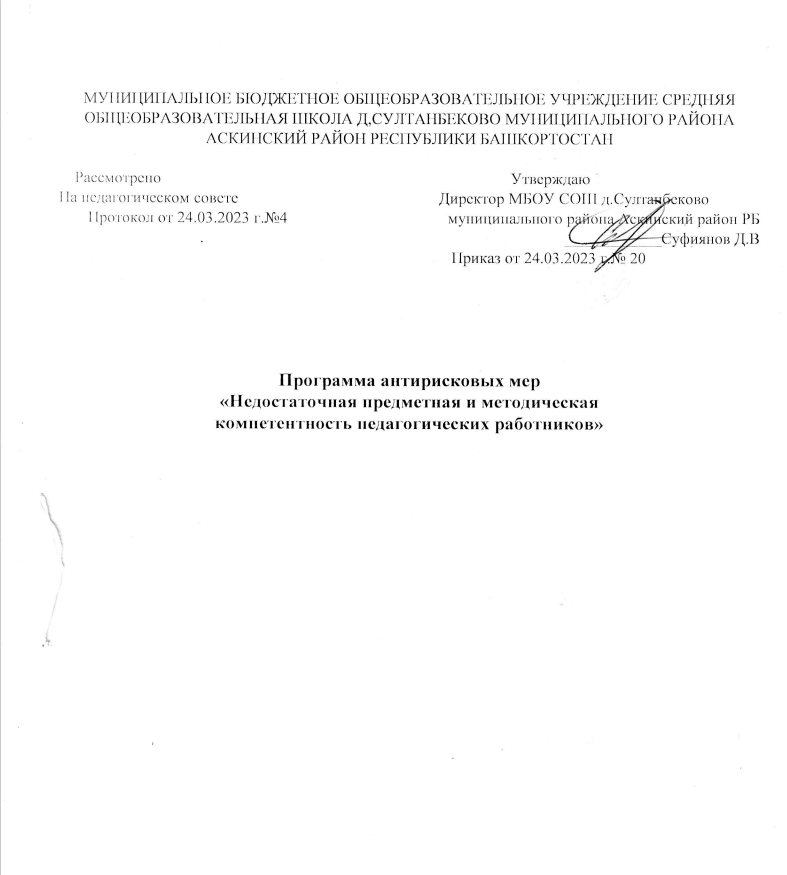 МУНИЦИПАЛЬНОЕ БЮДЖЕТНОЕ ОБЩЕОБРАЗОВАТЕЛЬНОЕ УЧРЕЖДЕНИЕ СРЕДНЯЯ
ОБЩЕОБРАЗОВАТЕЛЬНАЯ ШКОЛА Д,СУЛТАНБЕКОВО МУНИЦИПАЛЬНОГО РАЙОНА
АСКИНСКИЙ РАЙОН РЕСПУБЛИКИ БАШКОРТОСТАН
Рассмотрено
На педагогическом совете
Протокол от 24.03.2023 г.№4
Утверждаю
Директор МБОУ СОШ д.Султанбеково
муниципального района Аскинский район РБ
Суфиянов Д.В
Приказ от 24.03.2023 г.№ 20
Программа антирисковых мер
«Недостаточная предметная и методическая
компетентность педагогических работников»